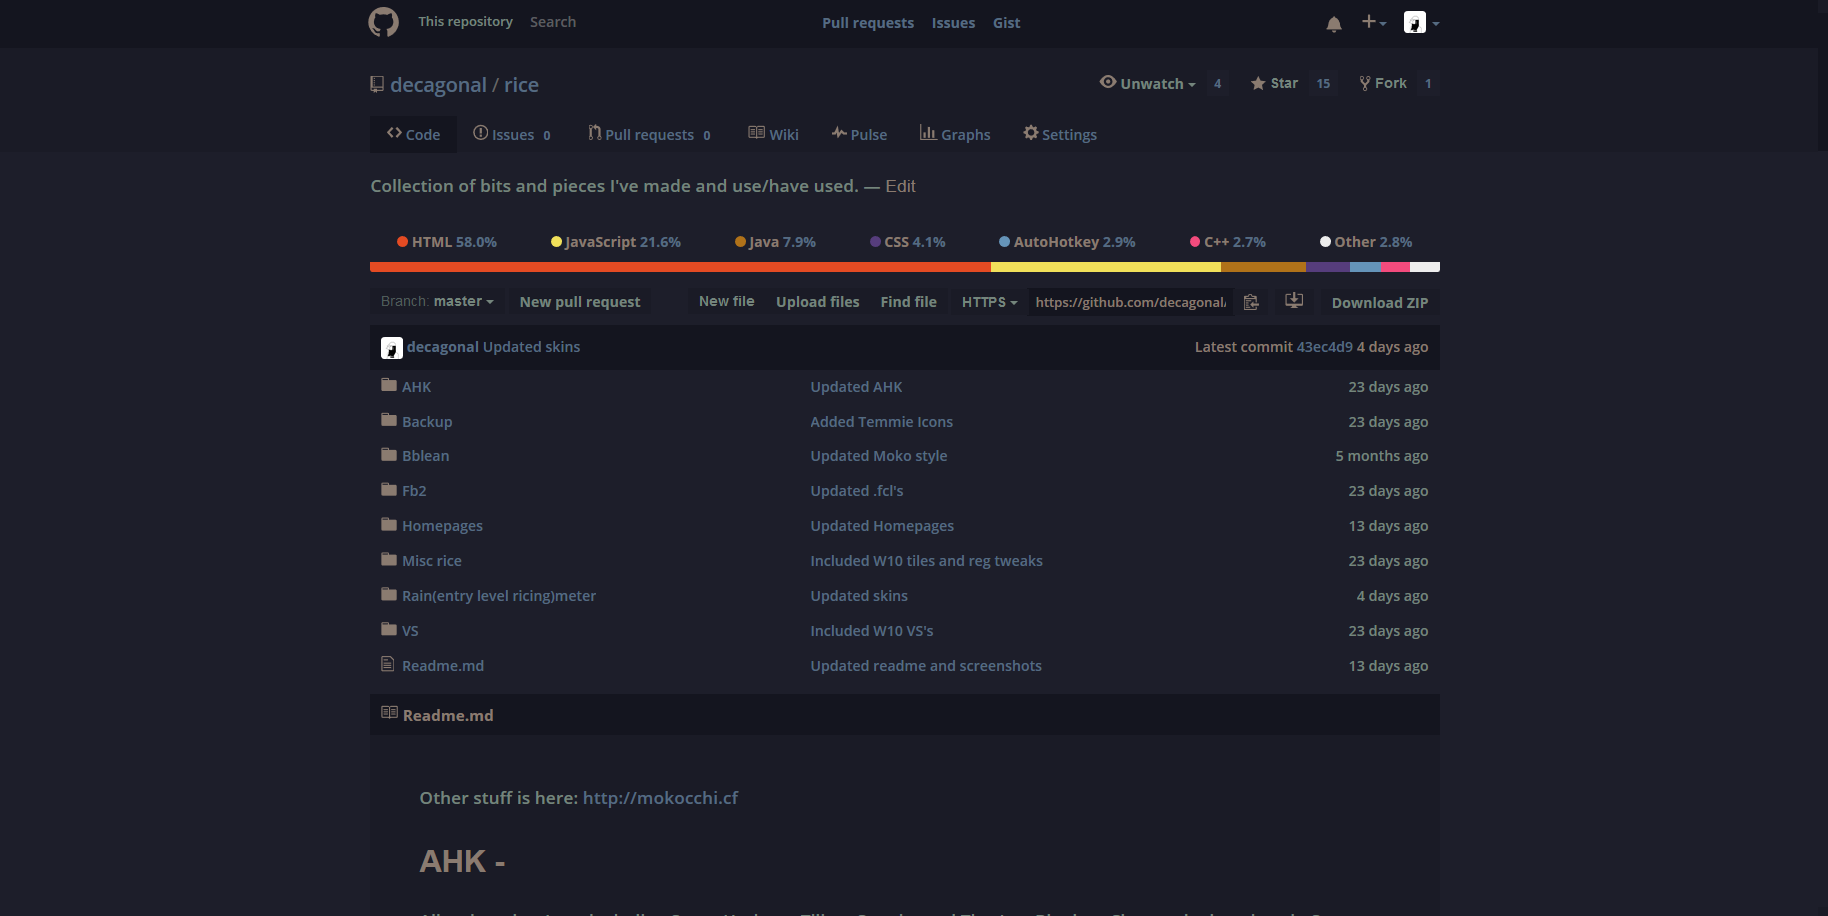 This repository Search Pull requests Issues Gist
decagonal / rice Unwatch 4 Star 15 Fork 1
Code Issues 0 Pull requests 0 Wiki Pulse Graphs Settings
Collection of bits and pieces I've made and use/have used. — Edit
HTML 58.0% JavaScript 21.6% Java 7.9% CSS 4.1% AutoHotkey 2.9% C++ 2.7% Other 2.8%
Branch: master New pull request New file Upload files Find file HTTPS https://github.com/decagonal/ Download ZIP
decagonal Updated skins Latest commit 43ec4d9 4 days ago
AHK Updated AHK 23 days ago
Backup Added Temmie Icons 23 days ago
Bblean Updated Moko style 5 months ago
Fb2 Updated .fcl's 23 days ago
Homepages Updated Homepages 13 days ago
Misc rice Included W10 tiles and reg tweaks 23 days ago
Rain(entry level ricing)meter Updated skins 4 days ago
VS Included W10 VS's 23 days ago
Readme.md Updated readme and screenshots 13 days ago
Readme.md
Other stuff is here: http://mokocchi.cf
AHK -